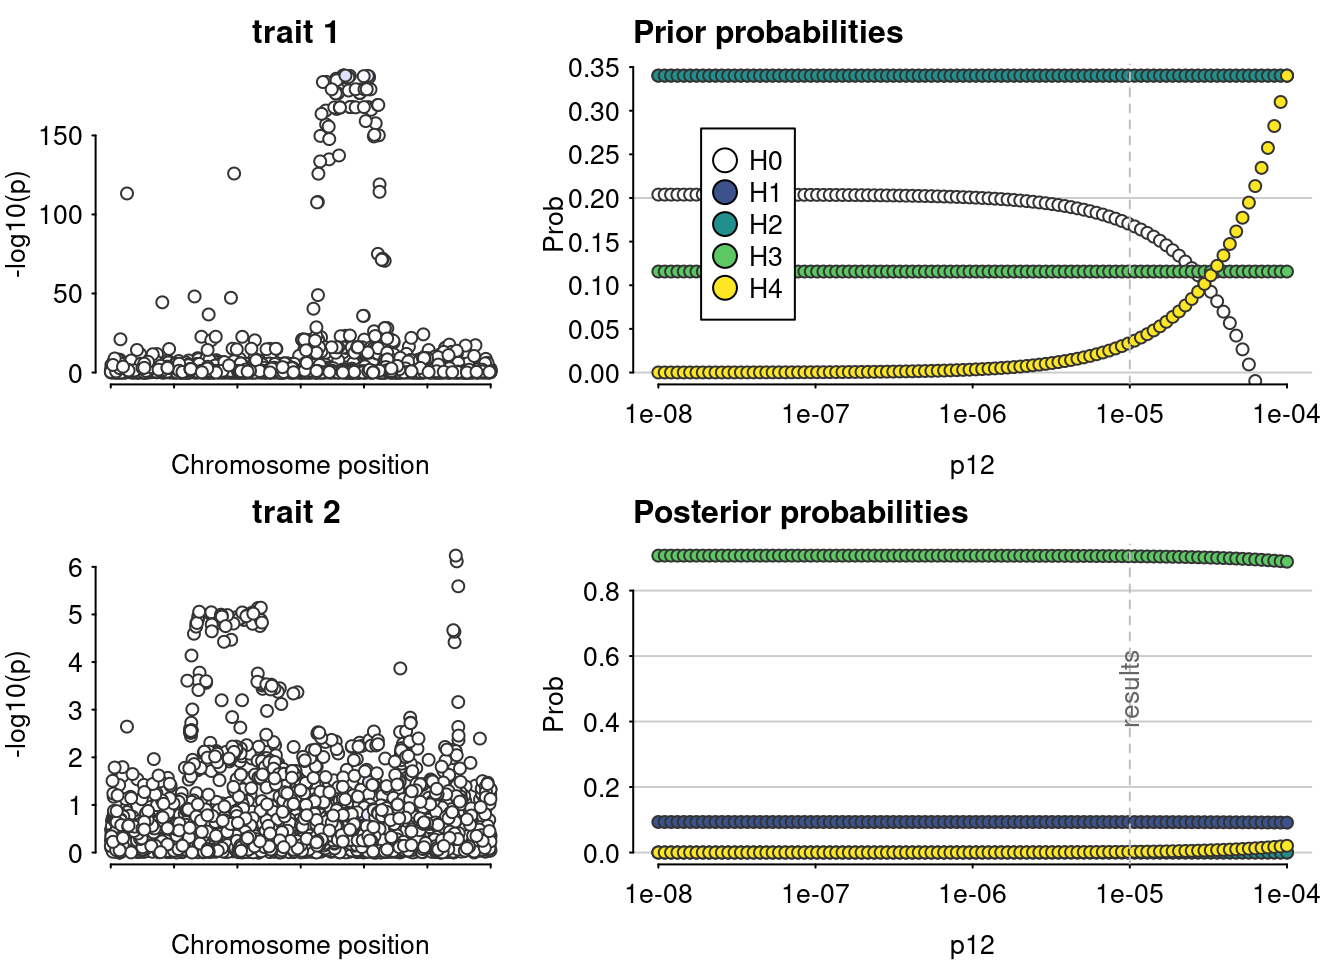 trait 1
-log10(p)
150
100
50
0
Chromosome position
Prior probabilities
Prob
0.35
0.30
0.25
0.20
0.15
0.10
0.05
0.00
H0
H1
H2
H3
H4
1e-08 1e-07 1e-06 1e-05 1e-04
p12
trait 2
-log10(p)
6
5
4
3
2
1
0
Chromosome position
Posterior probabilities
Prob
0.8
0.6
0.4
0.2
0.0
results
1e-08 1e-07 1e-06 1e-05 1e-04
p12